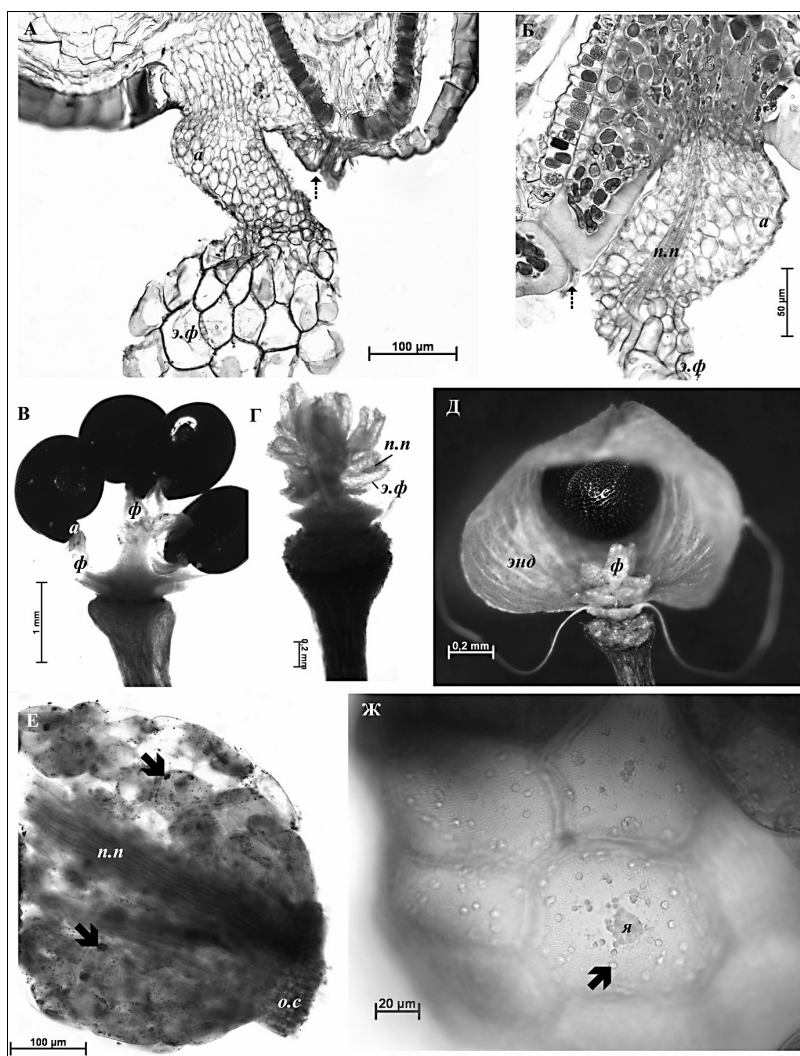 А
а
э.ф
100 µm
Б
а
п.п
50 µm
э.ф
В
ф
а
ф
1 mm
Г
п.п
э.ф
0,2 mm
Д
с
энд
ф
0,2 mm
Е
п.п
о.с
100 µm
Ж
я
20 µm